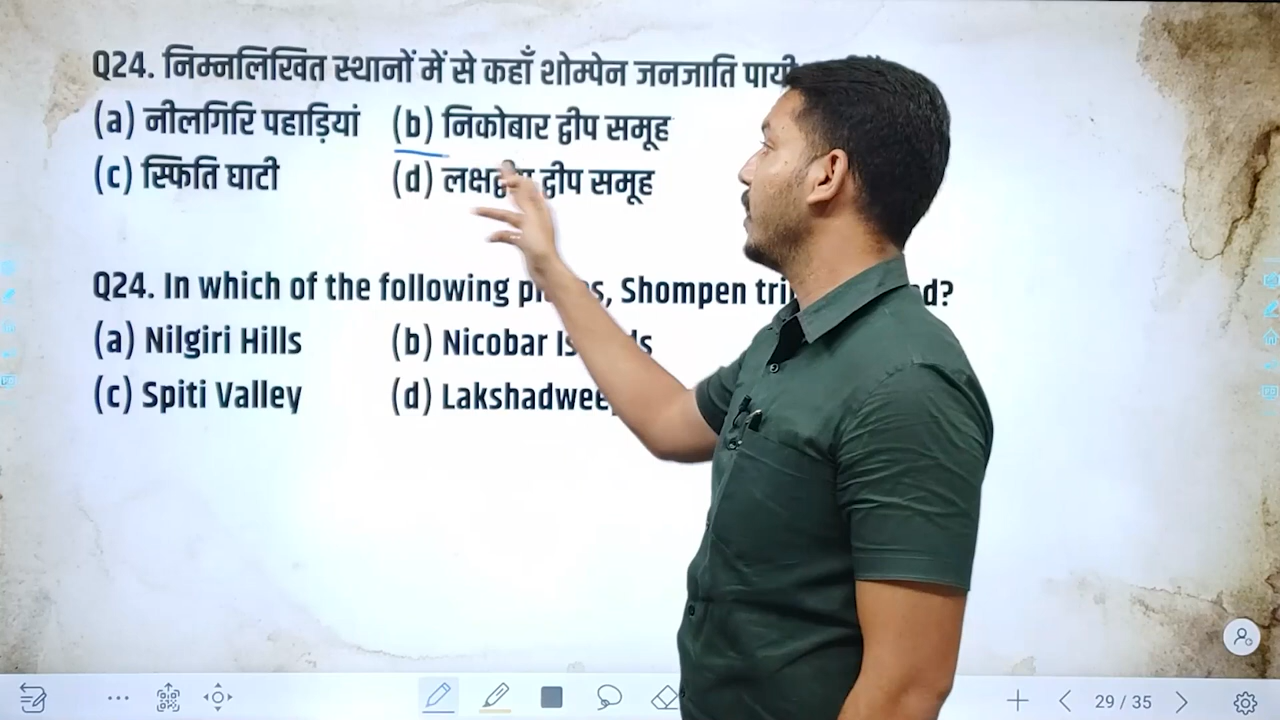 Q24. निम्नलिखित स्थानों में से कहाँ शोम्पेन जनजाति
(a) नीलगिरि पहाड़ियां (b) निकोबार द्वीप समूह
(c) स्फिति घाटी (d) द्वीप समूह
Q24. In which of the following Shompen
(a) Nilgiri Hills (b) Nicobar
(c) Spiti Valley (d)
29 / 35